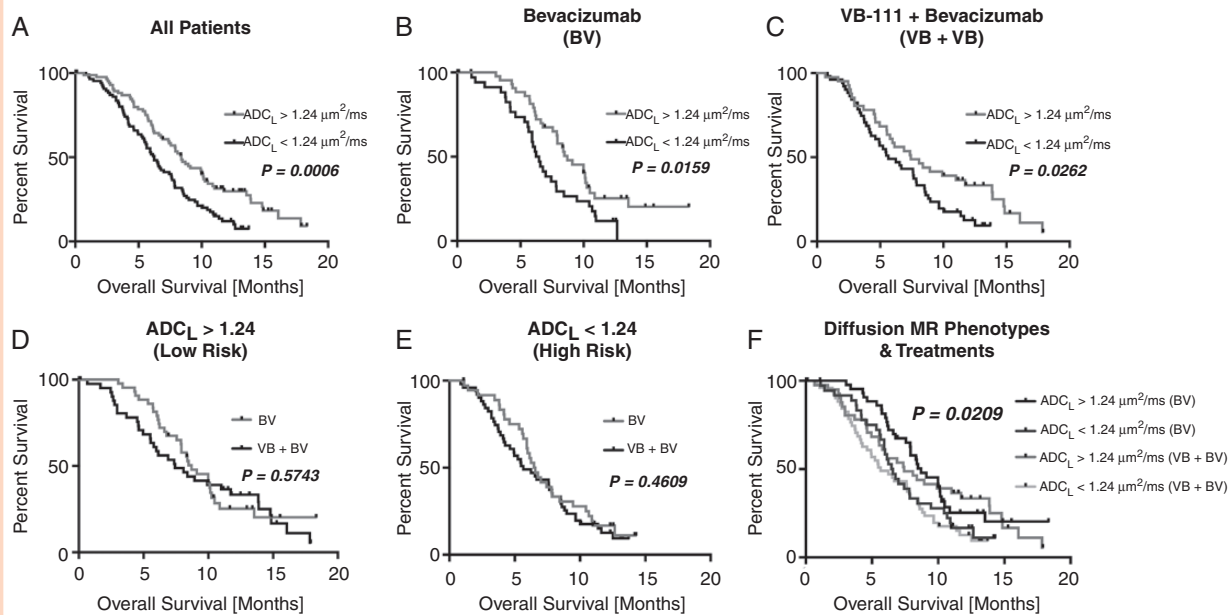 A
All Patients
Percent Survival
100
50
0
0 5 10 15 20
Overall Survival [Months]
ADC_L > 1.24 μm²/ms
ADC_L < 1.24 μm²/ms
P = 0.0006
B
Bevacizumab
(BV)
Percent Survival
100
50
0
0 5 10 15 20
Overall Survival [Months]
ADC_L > 1.24 μm²/ms
ADC_L < 1.24 μm²/ms
P = 0.0159
C
VB-111 + Bevacizumab
(VB + VB)
Percent Survival
100
50
0
0 5 10 15 20
Overall Survival [Months]
ADC_L > 1.24 μm²/ms
ADC_L < 1.24 μm²/ms
P = 0.0262
D
ADC_L > 1.24
(Low Risk)
Percent Survival
100
50
0
0 5 10 15 20
Overall Survival [Months]
BV
VB + BV
P = 0.5743
E
ADC_L < 1.24
(High Risk)
Percent Survival
100
50
0
0 5 10 15 20
Overall Survival [Months]
BV
VB + BV
P = 0.4609
F
Diffusion MR Phenotypes
& Treatments
Percent Survival
100
50
0
0 5 10 15 20
Overall Survival [Months]
P = 0.0209
ADC_L > 1.24 μm²/ms (BV)
ADC_L < 1.24 μm²/ms (BV)
ADC_L > 1.24 μm²/ms (VB + BV)
ADC_L < 1.24 μm²/ms (VB + BV)